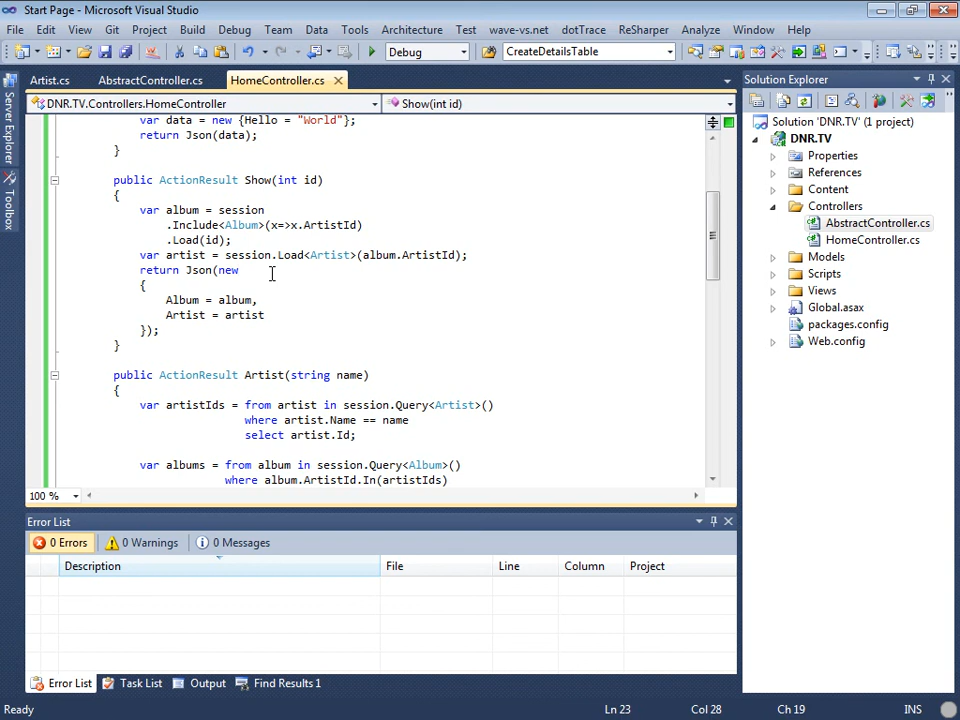 Start Page - Microsoft Visual Studio
File Edit View Git Project Build Debug Team Data Tools Architecture Test wave-vs.net dotTrace ReSharper Analyze Window Help
Debug CreateDetailsTable
Server Explorer
Toolbox
Artist.cs AbstractController.cs HomeController.cs
DNR.TV.Controllers.HomeController Show(int id)
var data = new {Hello = "World"};
return Json(data);
}
public ActionResult Show(int id)
{
var album = session
.Include<Album>(x=>x.ArtistId)
.Load(id);
var artist = session.Load<Artist>(album.ArtistId);
return Json(new
{
Album = album,
Artist = artist
});
}
public ActionResult Artist(string name)
{
var artistIds = from artist in session.Query<Artist>()
where artist.Name == name
select artist.Id;
var albums = from album in session.Query<Album>()
where album.ArtistId.In(artistIds)
100 %
Error List
0 Errors 0 Warnings 0 Messages
Description File Line Column Project
Error List Task List Output Find Results 1
Solution Explorer
Solution 'DNR.TV' (1 project)
DNR.TV
Properties
References
Content
Controllers
AbstractController.cs
HomeController.cs
Models
Scripts
Views
Global.asax
packages.config
Web.config
Ready Ln 23 Col 28 Ch 19 INS